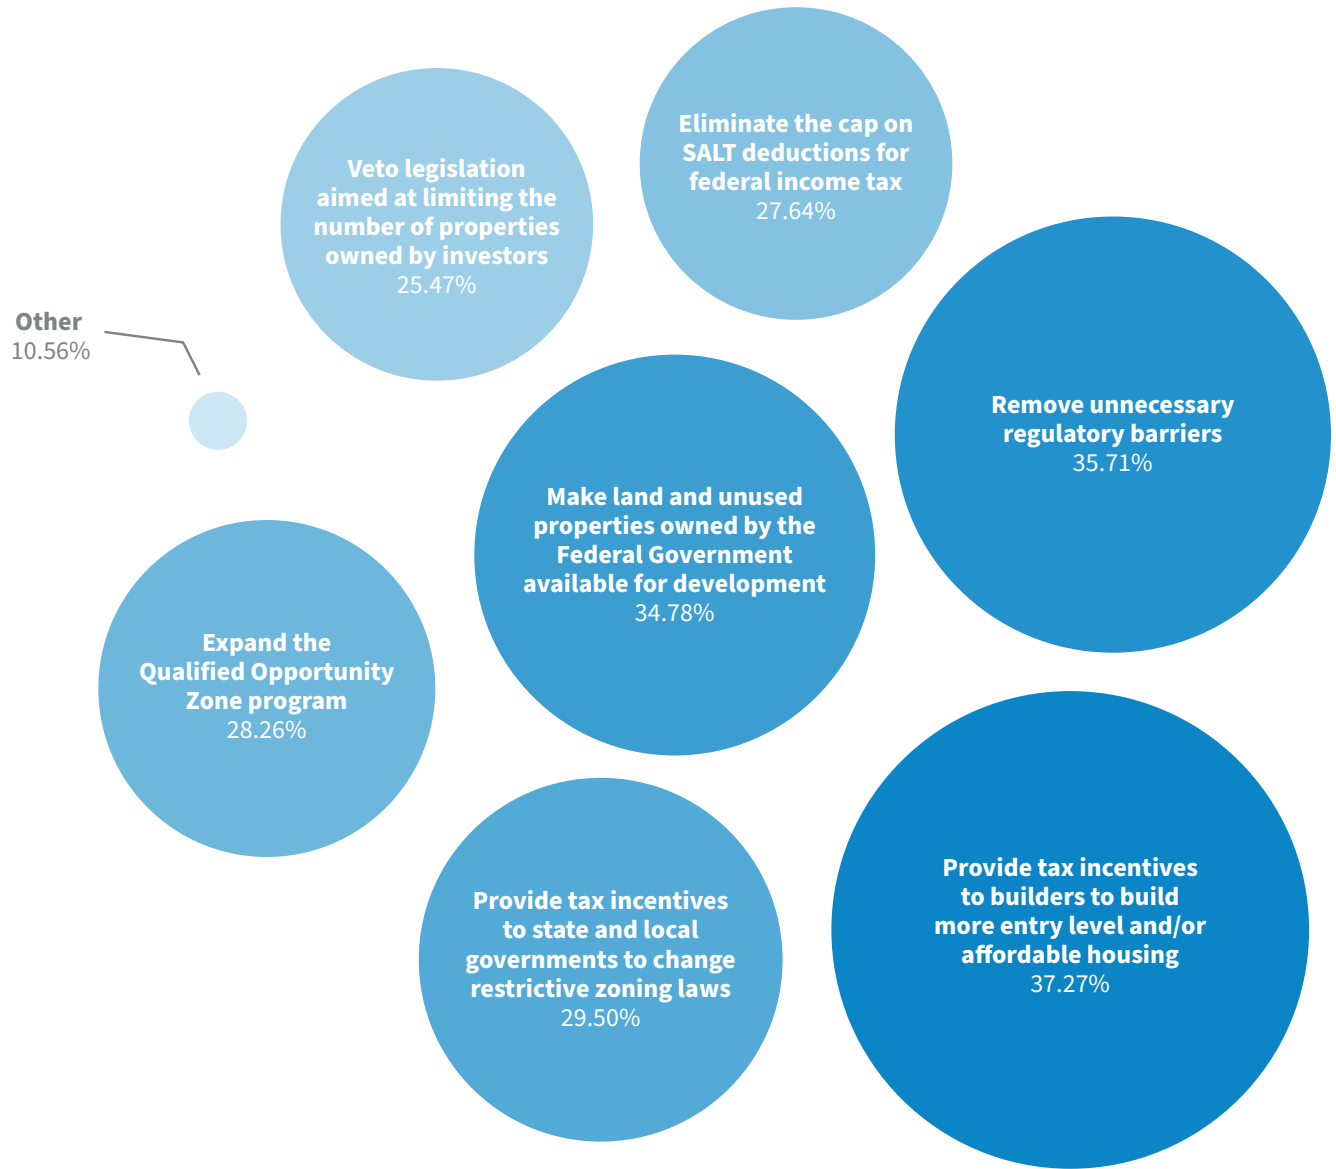 Eliminate the cap on
SALT deductions for
federal income tax
27.64%
Veto legislation
aimed at limiting the
number of properties
owned by investors
25.47%
Other
10.56%
Remove unnecessary
regulatory barriers
35.71%
Make land and unused
properties owned by the
Federal Government
available for development
34.78%
Expand the
Qualified Opportunity
Zone program
28.26%
Provide tax incentives
to state and local
governments to change
restrictive zoning laws
29.50%
Provide tax incentives
to builders to build
more entry level and/or
affordable housing
37.27%